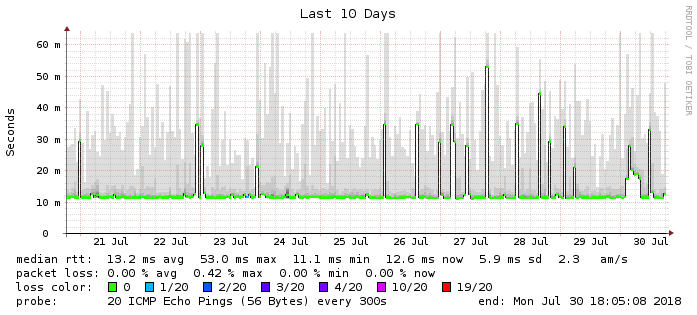 Last 10 Days
RRDTOOL / TOBI OETIKER
Seconds
60 m
50 m
40 m
30 m
20 m
10 m
0
21 Jul 22 Jul 23 Jul 24 Jul 25 Jul 26 Jul 27 Jul 28 Jul 29 Jul 30 Jul
median rtt: 13.2 ms avg 53.0 ms max 11.1 ms min 12.6 ms now 5.9 ms sd 2.3 am/s
packet loss: 0.00 % avg 0.42 % max 0.00 % min 0.00 % now
loss color: 0 1/20 2/20 3/20 4/20 10/20 19/20
probe: 20 ICMP Echo Pings (56 Bytes) every 300s end: Mon Jul 30 18:05:08 2018